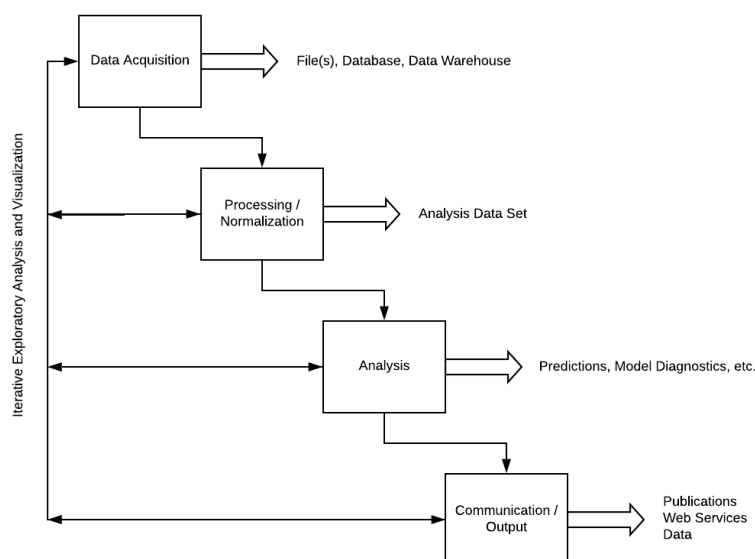 Data Acquisition
File(s), Database, Data Warehouse
Iterative Exploratory Analysis and Visualization
Processing /
Normalization
Analysis Data Set
Analysis
Predictions, Model Diagnostics, etc.
Communication /
Output
Publications
Web Services
Data